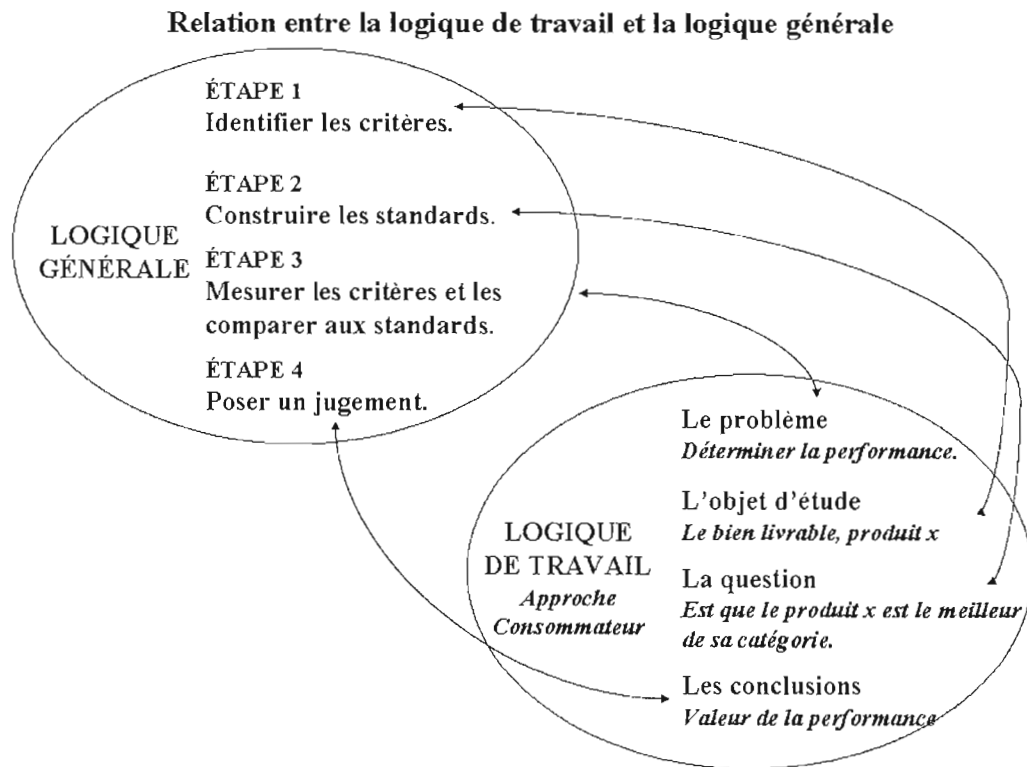 Relation entre la logique de travail et la logique générale
ÉTAPE 1
Identifier les critères.
ÉTAPE 2
Construire les standards.
LOGIQUE
GÉNÉRALE
ÉTAPE 3
Mesurer les critères et les
comparer aux standards.
ÉTAPE 4
Poser un jugement.
Le problème
Déterminer la performance.
L'objet d'étude
Le bien livrable, produit x
LOGIQUE
DE TRAVAIL
Approche
Consommateur
La question
Est que le produit x est le meilleur
de sa catégorie.
Les conclusions
Valeur de la performance